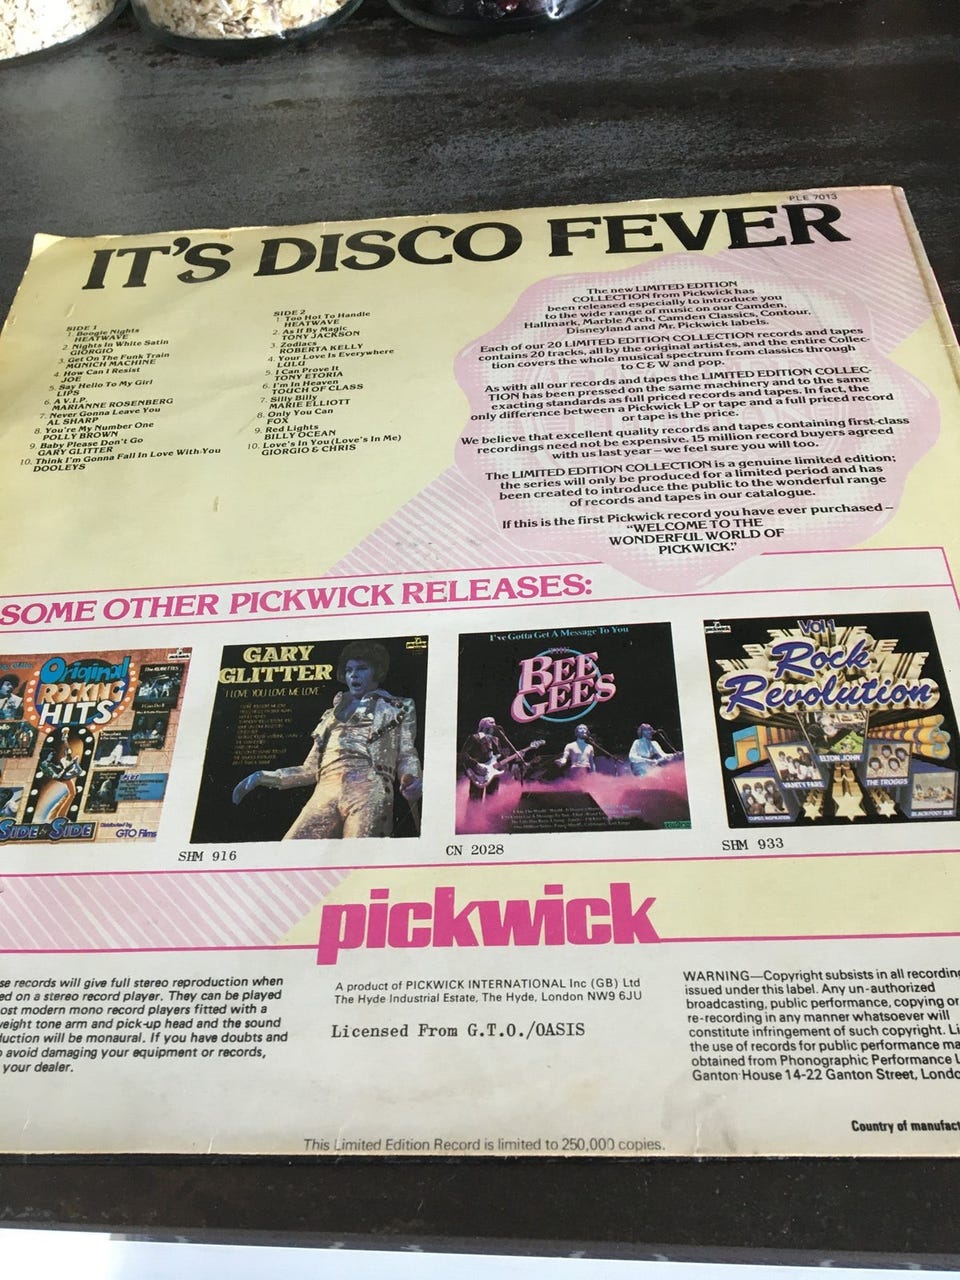 PLE 7013
IT'S DISCO FEVER
SIDE 1
1. Boogie Nights
HEATWAVE
2. Nights In White Satin
GIORGIO
3. Get On The Funk Train
MUNICH MACHINE
4. How Can I Resist
JOE
5. Say Hello To My Girl
LIPS
6. A.V.I.P.
MARIANNE ROSENBERG
7. Never Gonna Leave You
AL SHARP
8. You're My Number One
POLLY BROWN
9. Baby Please Don't Go
GARY GLITTER
10. Think I'm Gonna Fall In Love With You
DOOLEYS
SIDE 2
1. Too Hot To Handle
HEATWAVE
2. As If By Magic
TONY JACKSON
3. Zodiacs
ROBERTA KELLY
4. Your Love Is Everywhere
LULU
5. I Can Prove It
TONY ETORIA
6. I'm In Heaven
TOUCH OF CLASS
7. Silly Billy
MARIE ELLIOTT
8. Only You Can
FOX
9. Red Lights
BILLY OCEAN
10. Love's In You (Love's In Me)
GIORGIO & CHRIS
The new LIMITED EDITION
COLLECTION from Pickwick has
been released especially to introduce you
to the wide range of music on our Camden,
Hallmark, Marble Arch, Camden Classics, Contour,
Disneyland and Mr. Pickwick labels.
Each of our 20 LIMITED EDITION COLLECTION records and tapes
contains 20 tracks, all by the original artistes, and the entire Collec-
tion covers the whole musical spectrum from classics through
to C & W and pop.
As with all our records and tapes the LIMITED EDITION COLLEC-
TION has been pressed on the same machinery and to the same
exacting standards as full priced records and tapes. In fact, the
only difference between a Pickwick LP or tape and a full priced record
or tape is the price.
We believe that excellent quality records and tapes containing first-class
recordings need not be expensive. 15 million record buyers agreed
with us last year – we feel sure you will too.
The LIMITED EDITION COLLECTION is a genuine limited edition;
the series will only be produced for a limited period and has
been created to introduce the public to the wonderful range
of records and tapes in our catalogue.
If this is the first Pickwick record you have ever purchased –
"WELCOME TO THE
WONDERFUL WORLD OF
PICKWICK."
SOME OTHER PICKWICK RELEASES:
Original
ROCKING
HITS
The RUBETTES
SIDE by SIDE
Distributed by
GTO Films
GARY
GLITTER
"I LOVE YOU LOVE ME LOVE"
SHM 916
I've Gotta Get A Message To You
BEE
GEES
CN 2028
Vol 1
Rock
Revolution
ELTON JOHN
VANITY FARE
THE TROGGS
SHM 933
pickwick
se records will give full stereo reproduction when
ed on a stereo record player. They can be played
ost modern mono record players fitted with a
weight tone arm and pick-up head and the sound
duction will be monaural. If you have doubts and
avoid damaging your equipment or records,
your dealer.
A product of PICKWICK INTERNATIONAL Inc (GB) Ltd
The Hyde Industrial Estate, The Hyde, London NW9 6JU
Licensed From G.T.O./OASIS
WARNING—Copyright subsists in all recording
issued under this label. Any un-authorized
broadcasting, public performance, copying or
re-recording in any manner whatsoever will
constitute infringement of such copyright. Li
the use of records for public performance ma
obtained from Phonographic Performance L
Ganton House 14-22 Ganton Street, Londo
Country of manufact
This Limited Edition Record is limited to 250,000 copies.